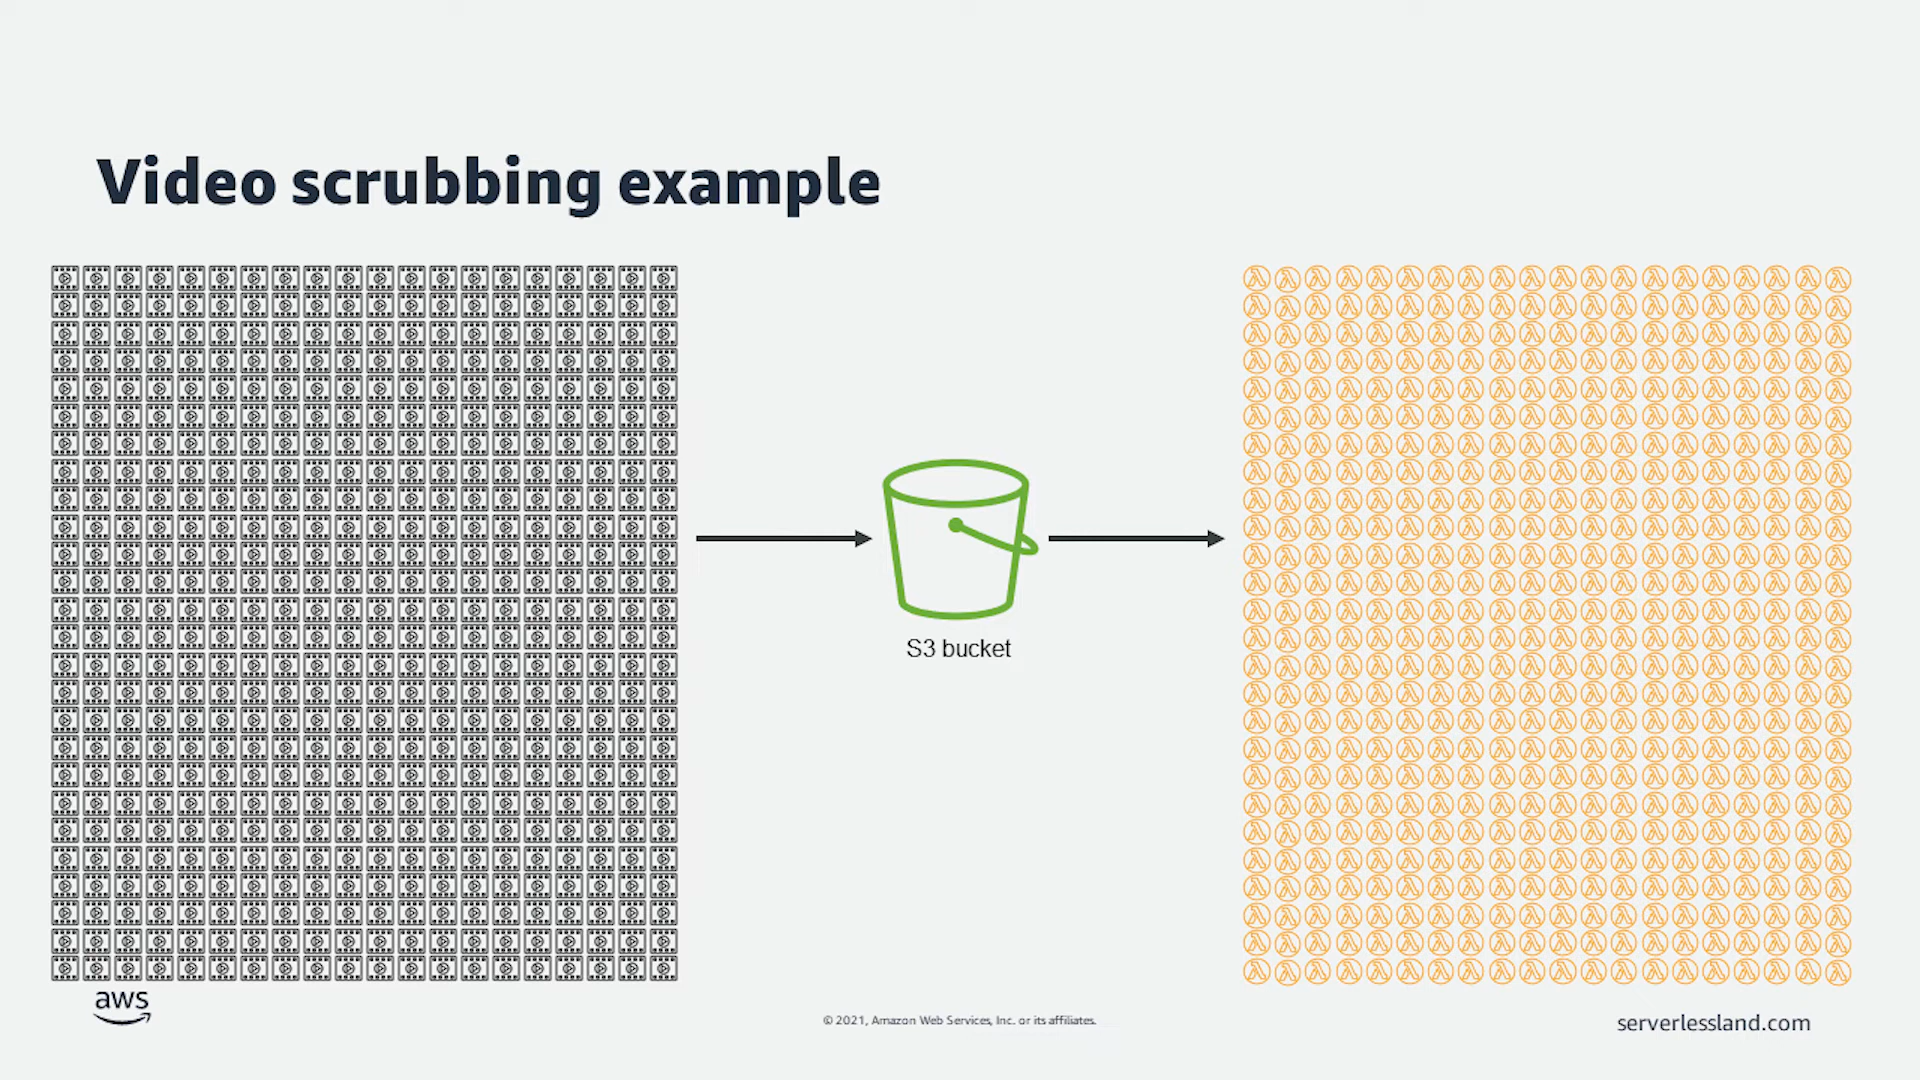 Video scrubbing example
S3 bucket
aws
© 2021, Amazon Web Services, Inc. or its affiliates.
serverlessland.com